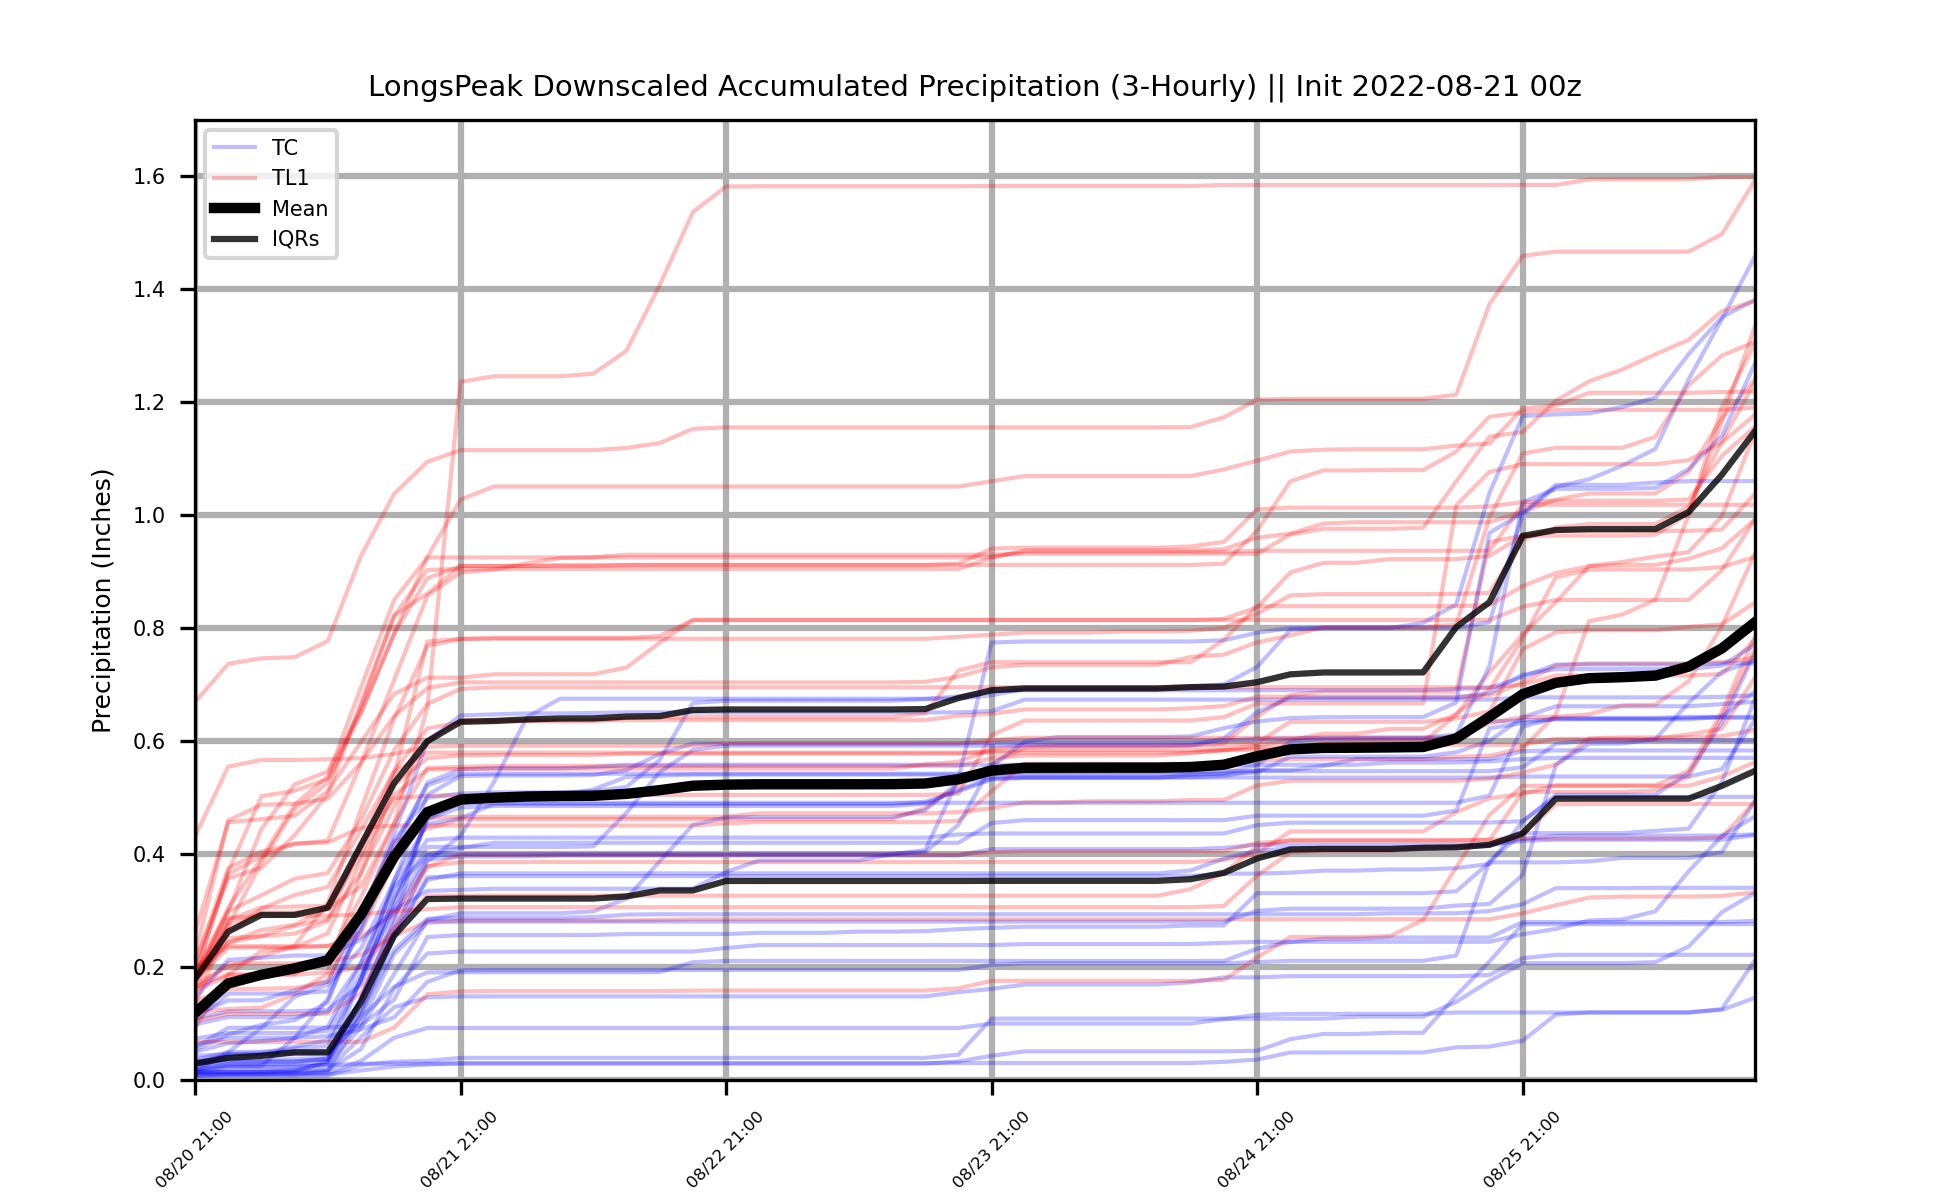 LongsPeak Downscaled Accumulated Precipitation (3-Hourly) || Init 2022-08-21 00z
TC
TL1
Mean
IQRs
Precipitation (Inches)
1.6
1.4
1.2
1.0
0.8
0.6
0.4
0.2
0.0
08/20 21:00
08/21 21:00
08/22 21:00
08/23 21:00
08/24 21:00
08/25 21:00